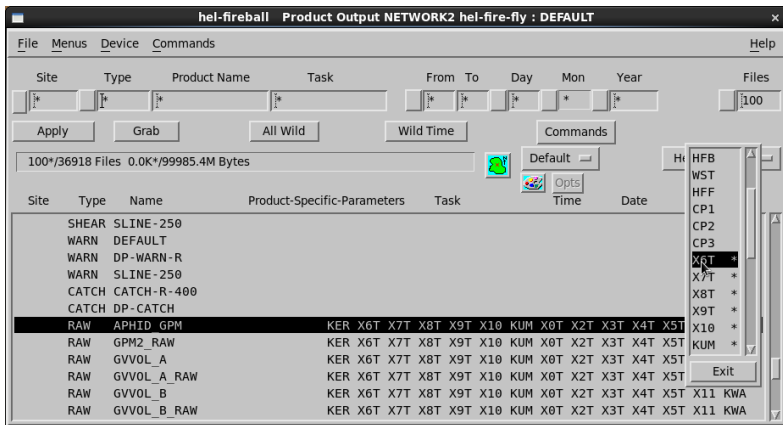 hel-fireball Product Output NETWORK2 hel-fire-fly : DEFAULT
File Menus Device Commands Help
Site Type Product Name Task From To Day Mon Year Files
* * * * * * * * * 100
Apply Grab All Wild Wild Time Commands
100*/36918 Files 0.0K*/99985.4M Bytes Default
Opts
Site Type Name Product-Specific-Parameters Task Time Date
SHEAR SLINE-250
WARN DEFAULT
WARN DP-WARN-R
WARN SLINE-250
CATCH CATCH-R-400
CATCH DP-CATCH
RAW APHID_GPM KER X6T X7T X8T X9T X10 KUM X0T X2T X3T X4T X5T
RAW GPM2_RAW KER X6T X7T X8T X9T X10 KUM X0T X2T X3T X4T X5T
RAW GVVOL_A KER X6T X7T X8T X9T X10 KUM X0T X2T X3T X4T X5T
RAW GVVOL_A_RAW KER X6T X7T X8T X9T X10 KUM X0T X2T X3T X4T X5T
RAW GVVOL_B KER X6T X7T X8T X9T X10 KUM X0T X2T X3T X4T X5T X11 KWA
RAW GVVOL_B_RAW KER X6T X7T X8T X9T X10 KUM X0T X2T X3T X4T X5T X11 KWA
HFB
WST
HFF
CP1
CP2
CP3
X6T *
X7T *
X8T *
X9T *
X10 *
KUM *
Exit